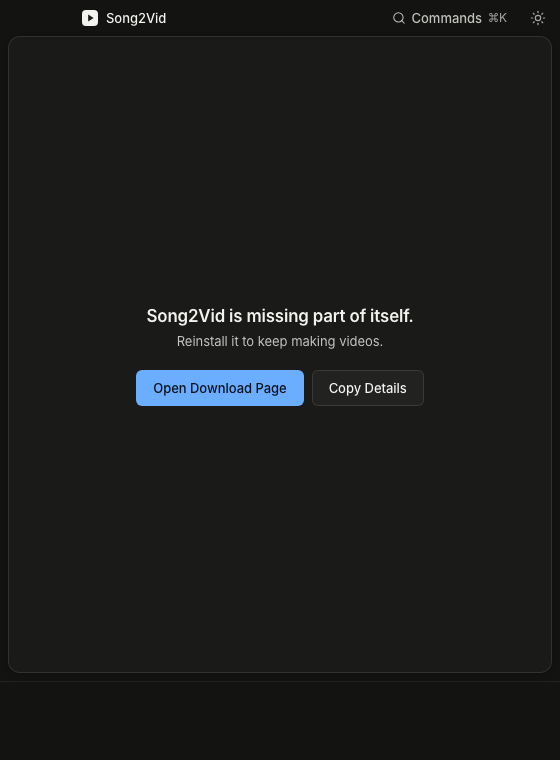 Song2Vid
Commands ⌘K
Song2Vid is missing part of itself.
Reinstall it to keep making videos.
Open Download Page
Copy Details